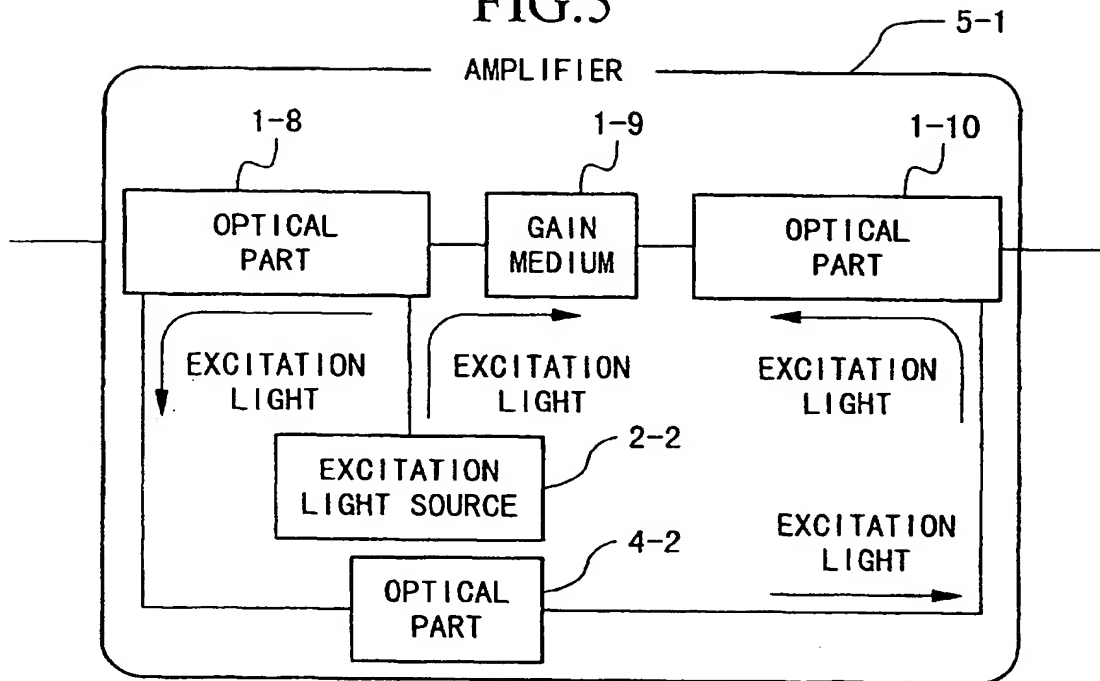 FIG.5
5-1
AMPLIFIER
1-8
1-9
1-10
OPTICAL
PART
GAIN
MEDIUM
OPTICAL
PART
EXCITATION
LIGHT
EXCITATION
LIGHT
EXCITATION
LIGHT
2-2
EXCITATION
LIGHT SOURCE
4-2
OPTICAL
PART
EXCITATION
LIGHT